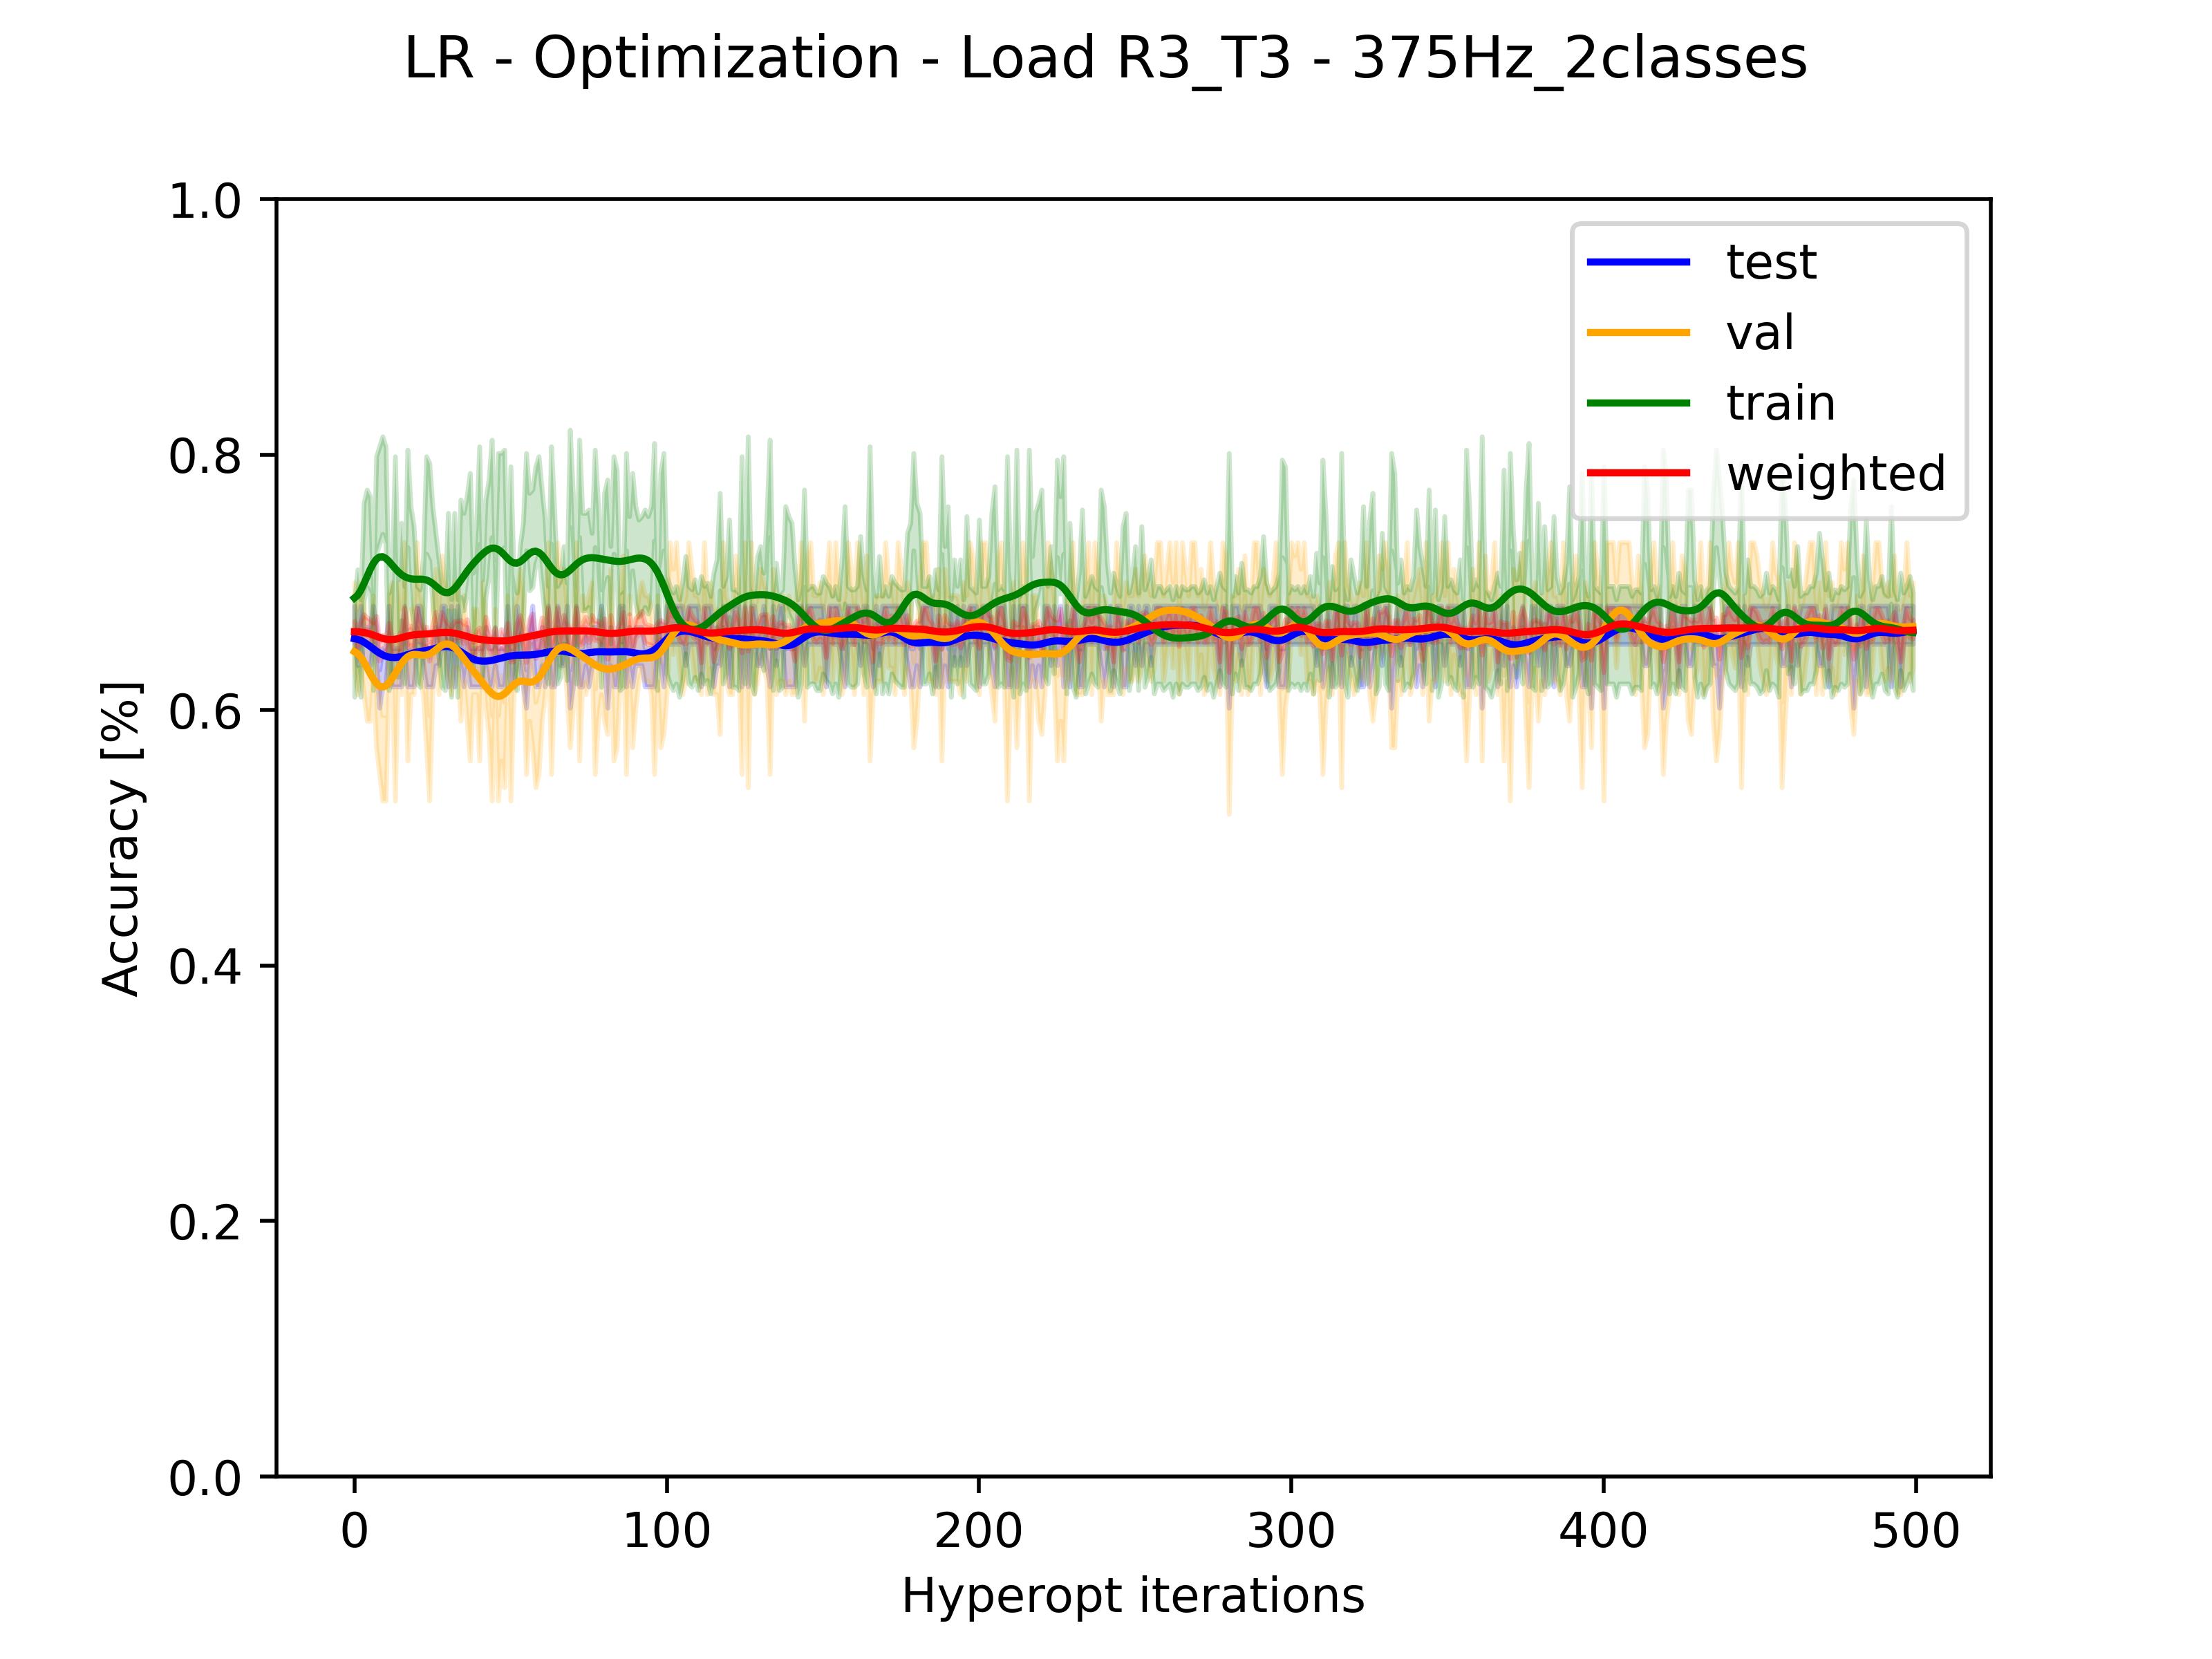 LR - Optimization - Load R3_T3 - 375Hz_2classes
1.0
0.8
0.6
0.4
0.2
0.0
Accuracy [%]
test
val
train
weighted
0 100 200 300 400 500
Hyperopt iterations